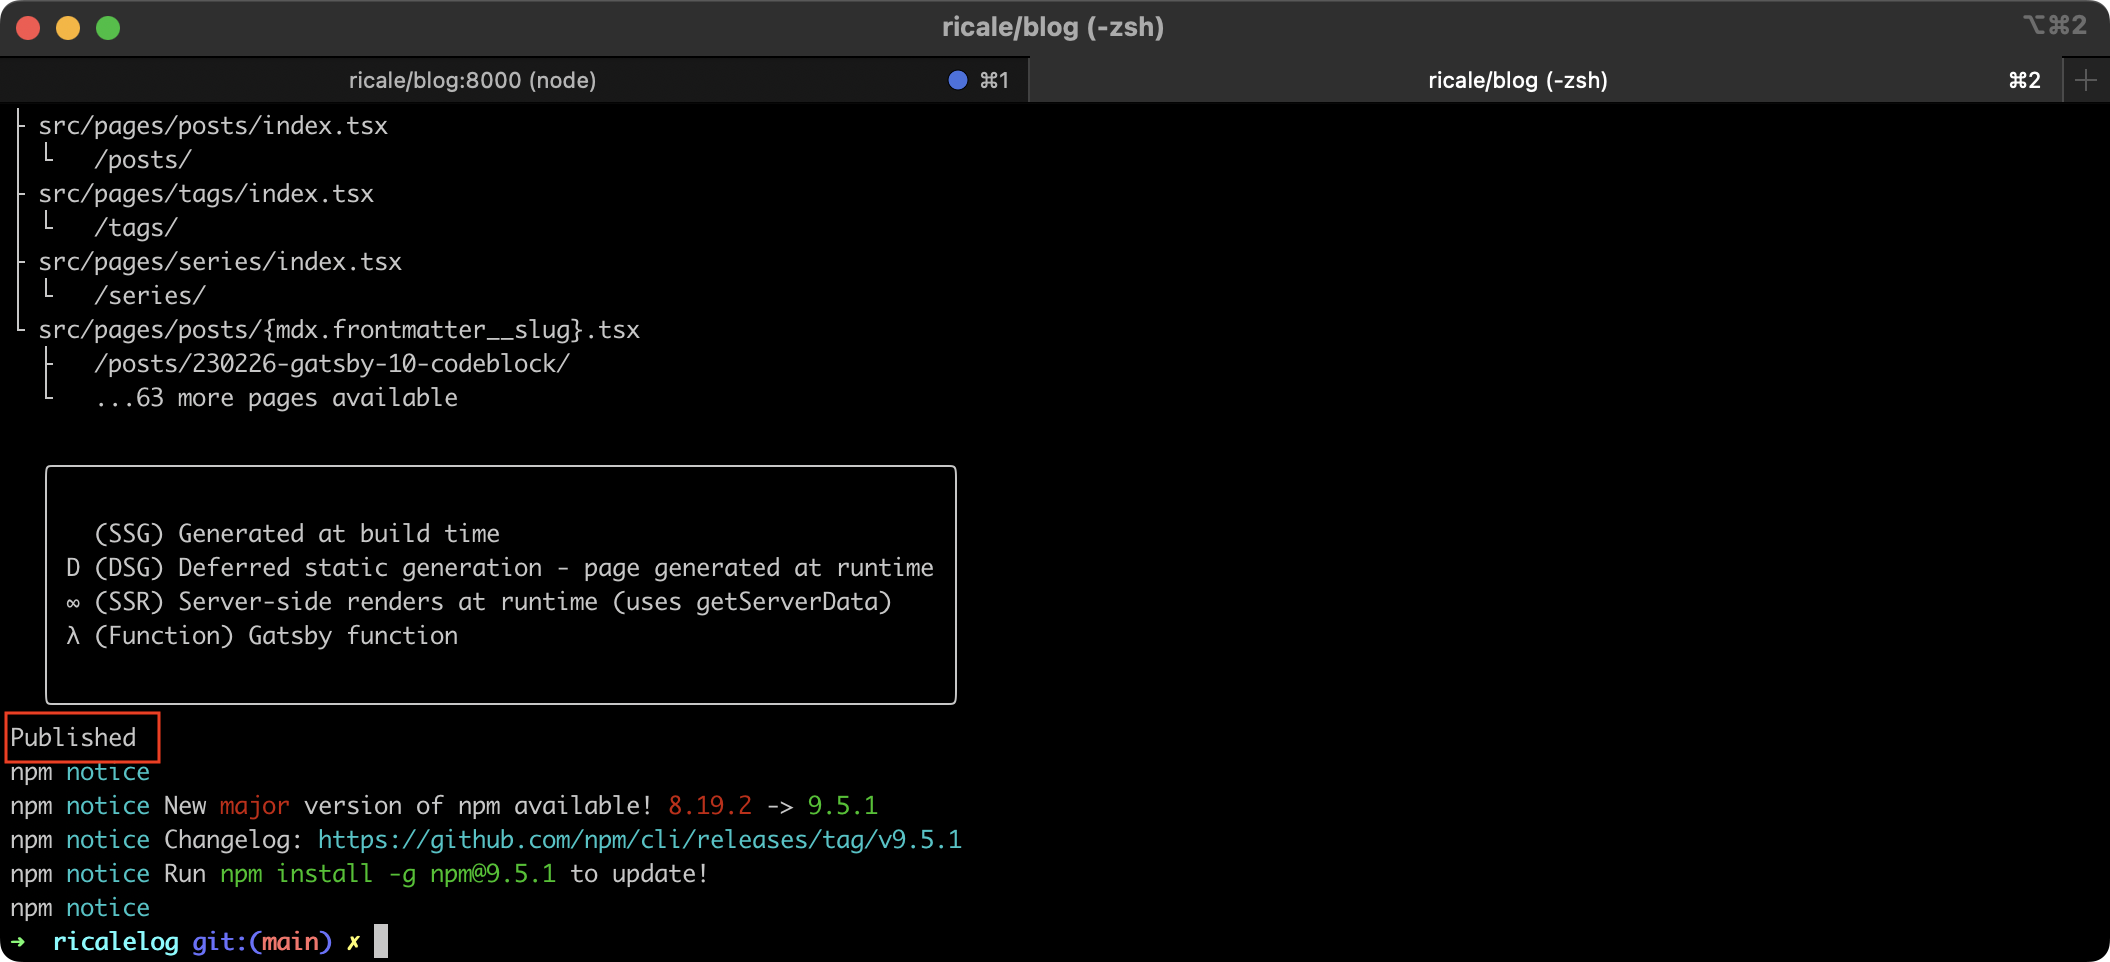 ricale/blog (-zsh)
⌥⌘2
ricale/blog:8000 (node)
⌘1
ricale/blog (-zsh)
⌘2
├ src/pages/posts/index.tsx
│ └   /posts/
├ src/pages/tags/index.tsx
│ └   /tags/
├ src/pages/series/index.tsx
│ └   /series/
└ src/pages/posts/{mdx.frontmatter__slug}.tsx
  ├   /posts/230226-gatsby-10-codeblock/
  └   ...63 more pages available
(SSG) Generated at build time
D (DSG) Deferred static generation - page generated at runtime
∞ (SSR) Server-side renders at runtime (uses getServerData)
λ (Function) Gatsby function
Published
npm notice
npm notice New major version of npm available! 8.19.2 -> 9.5.1
npm notice Changelog: https://github.com/npm/cli/releases/tag/v9.5.1
npm notice Run npm install -g npm@9.5.1 to update!
npm notice
➜  ricalelog git:(main) ✗